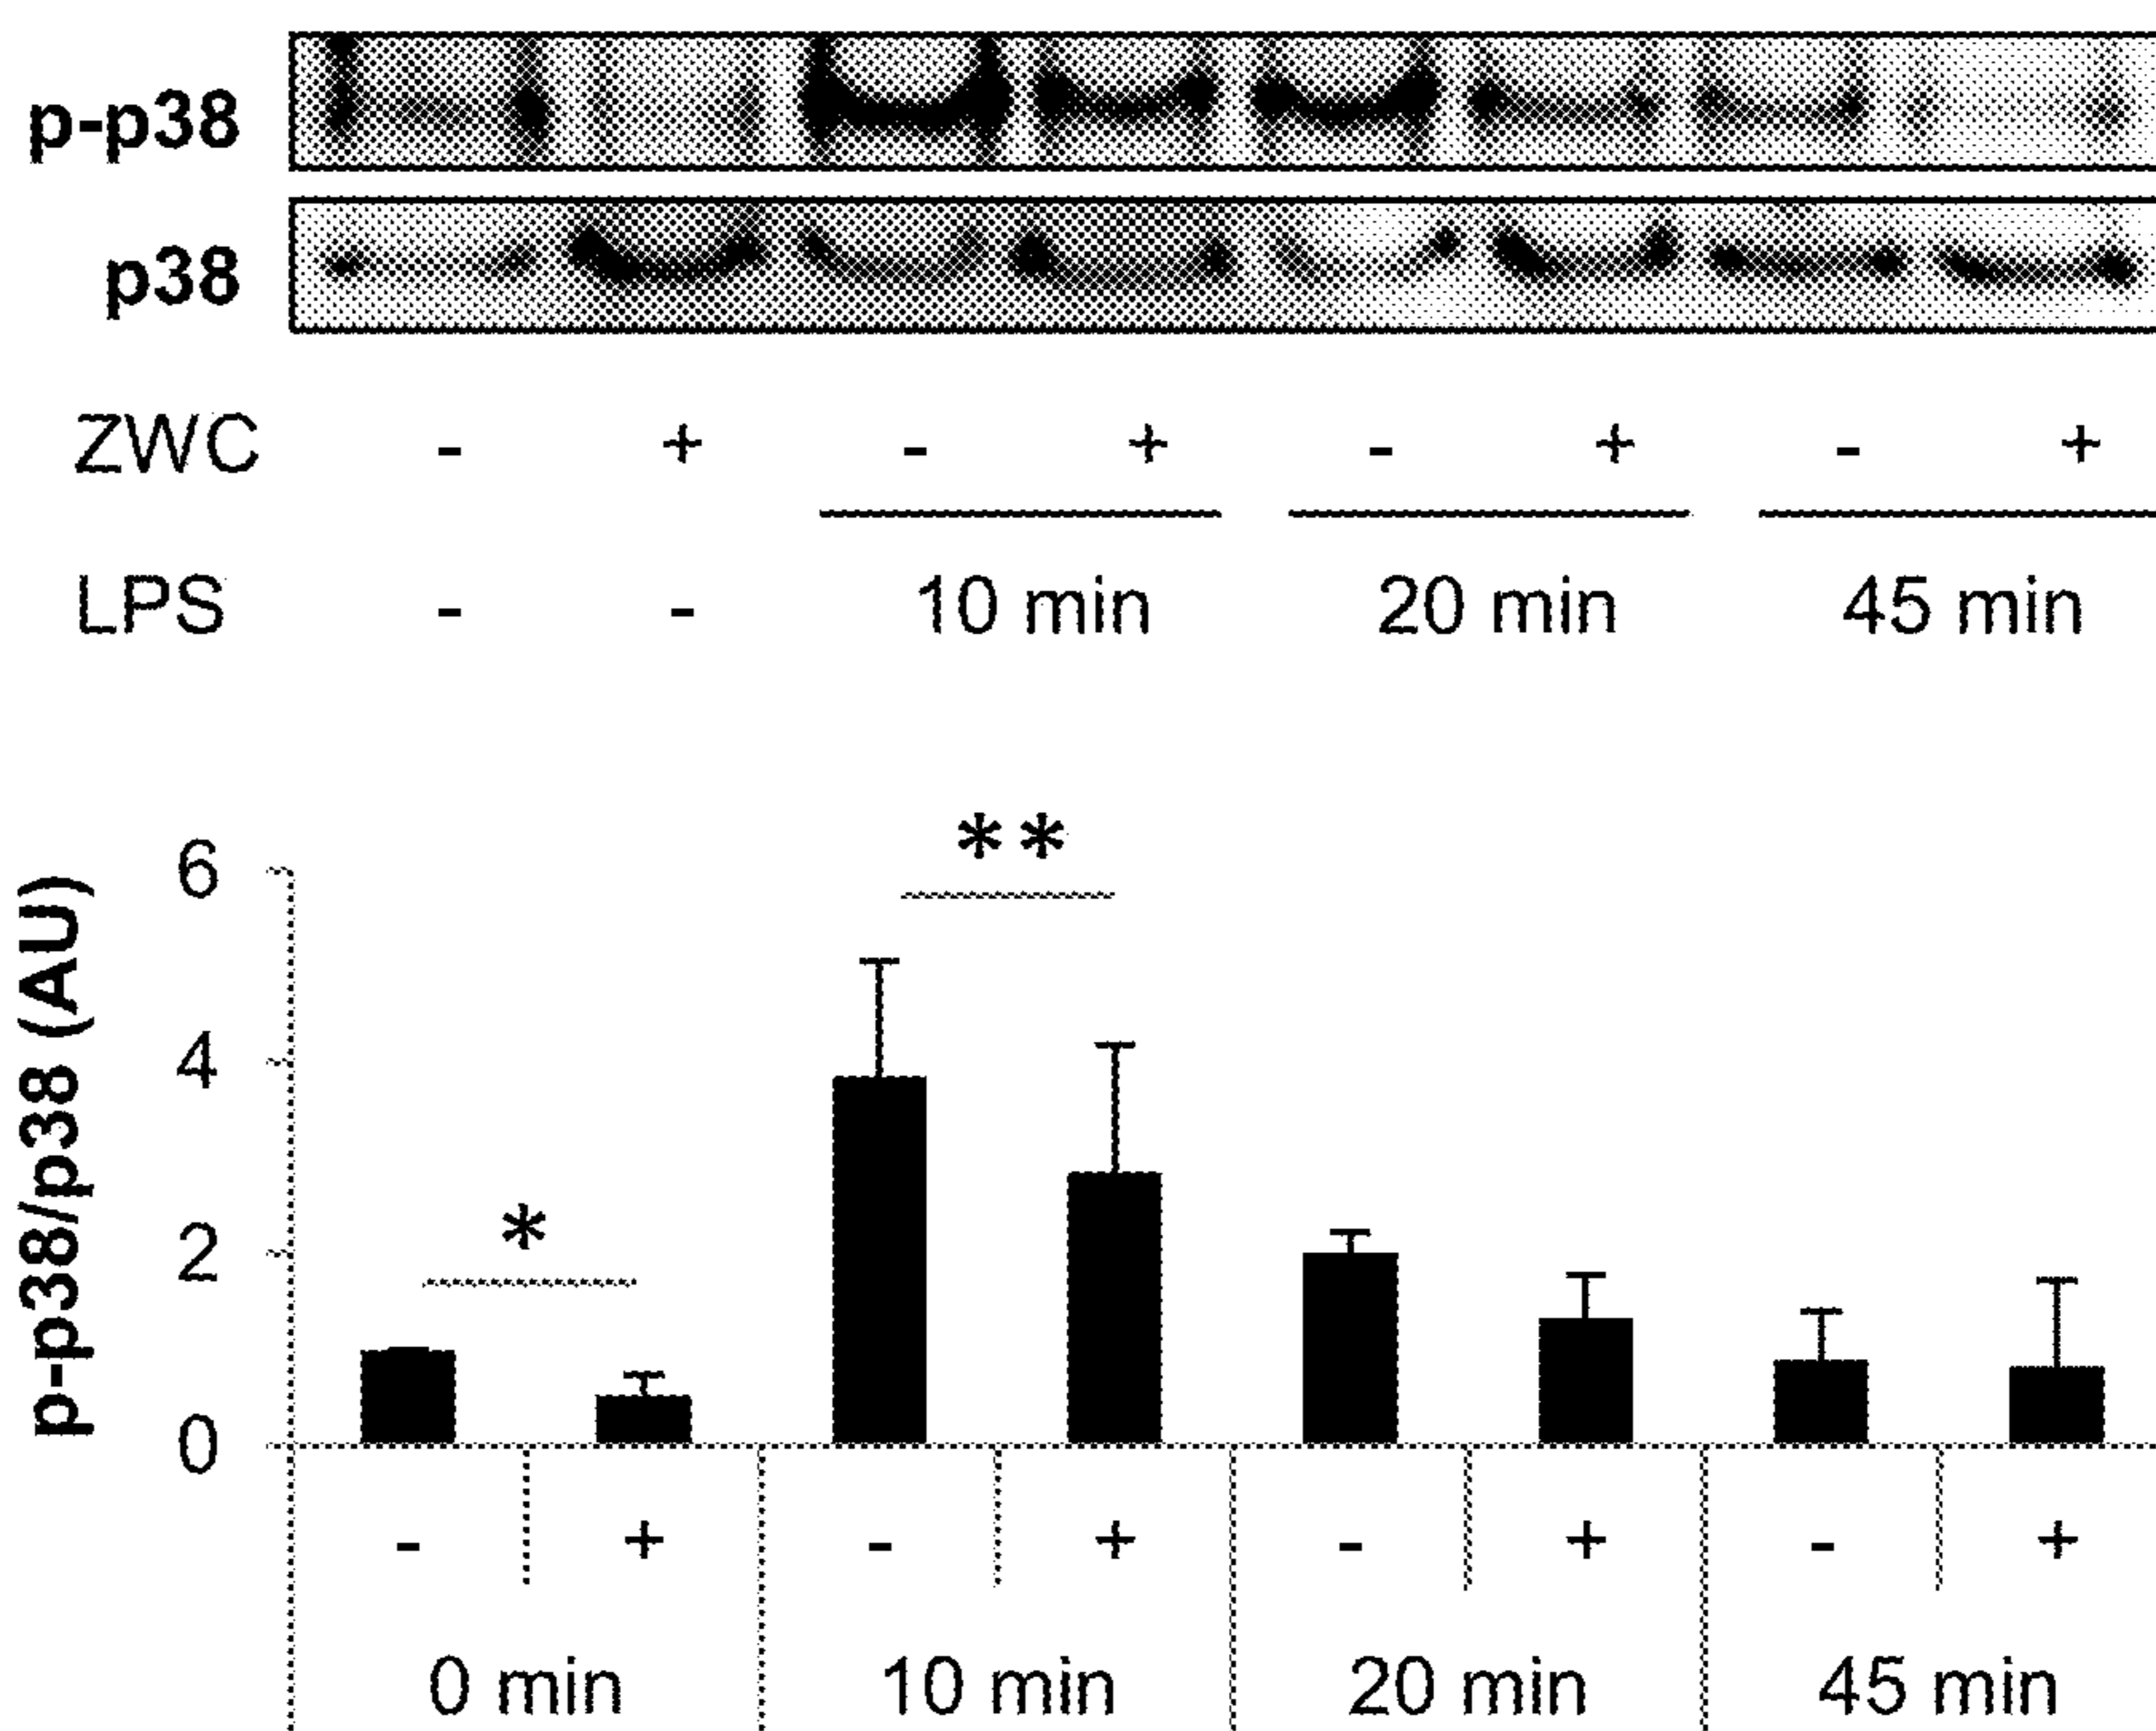 p-p38
p38
ZWC - + - + - + - +
LPS - - 10 min 20 min 45 min
**
*
p-p38/p38 (AU)
6
4
2
0
- + - + - + - +
0 min 10 min 20 min 45 min